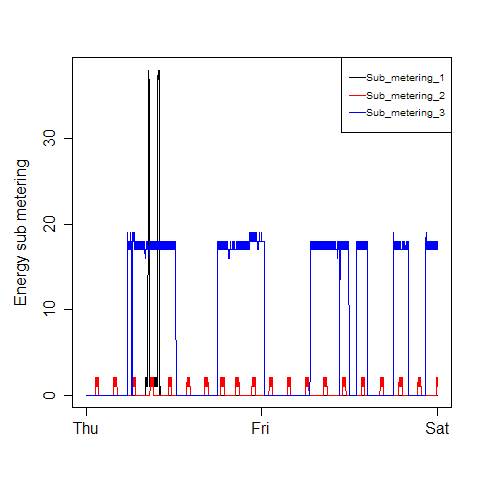 Sub_metering_1
Sub_metering_2
Sub_metering_3
Energy sub metering
30
20
10
0
Thu Fri Sat